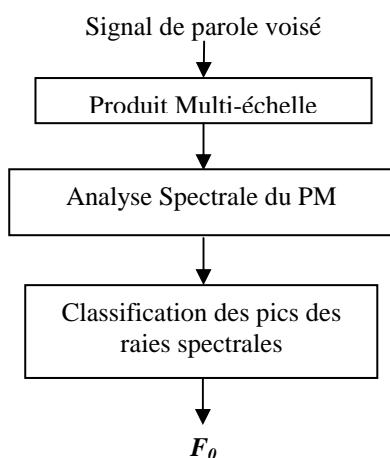 Signal de parole voisé
Produit Multi-échelle
Analyse Spectrale du PM
Classification des pics des
raies spectrales
F0